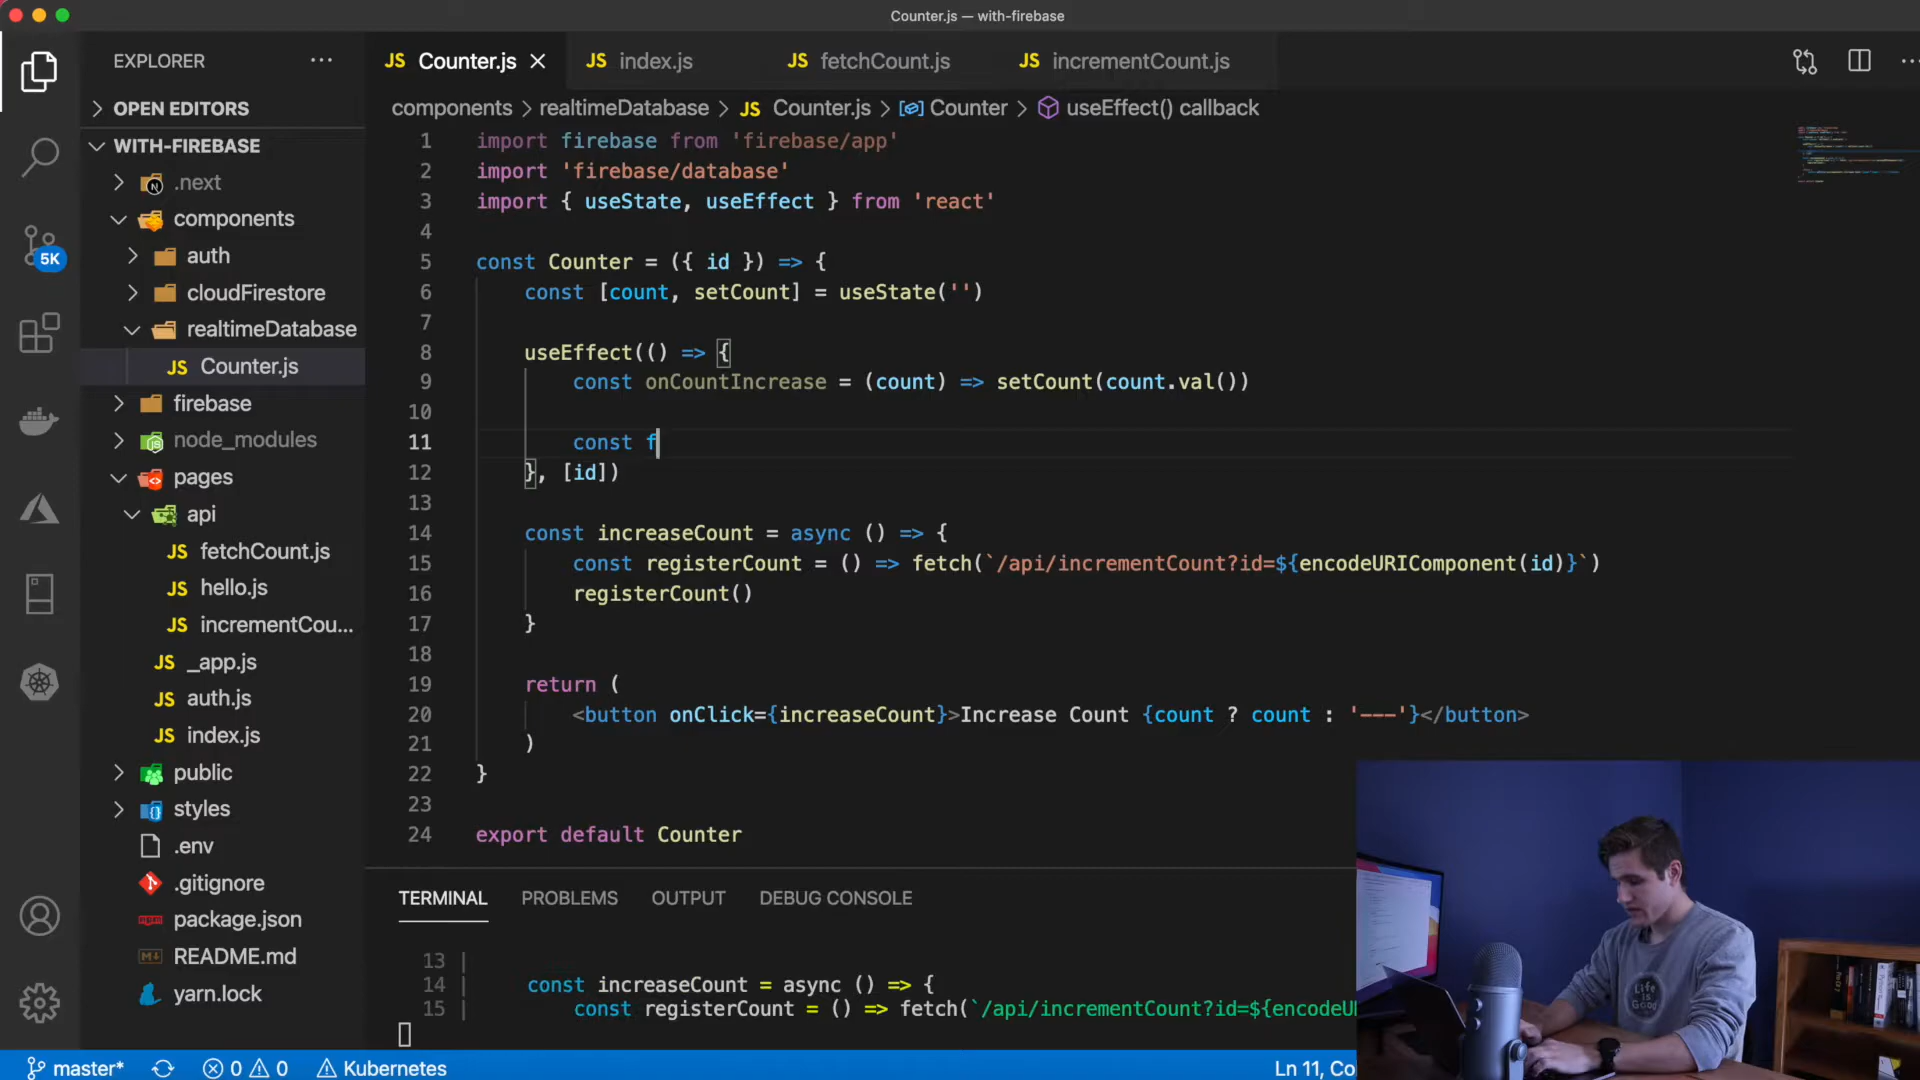 Counter.js — with-firebase
EXPLORER
Counter.js
index.js
fetchCount.js
incrementCount.js
OPEN EDITORS
components > realtimeDatabase > JS Counter.js > Counter > useEffect() callback
WITH-FIREBASE
.next
components
auth
cloudFirestore
realtimeDatabase
JS Counter.js
firebase
node_modules
pages
api
JS fetchCount.js
JS hello.js
JS incrementCou...
JS _app.js
JS auth.js
JS index.js
public
styles
.env
.gitignore
package.json
README.md
yarn.lock
5K
1 import firebase from 'firebase/app'
2 import 'firebase/database'
3 import { useState, useEffect } from 'react'
4
5 const Counter = ({ id }) => {
6 const [count, setCount] = useState('')
7
8 useEffect(() => {
9 const onCountIncrease = (count) => setCount(count.val())
10
11 const f
12 }, [id])
13
14 const increaseCount = async () => {
15 const registerCount = () => fetch(`/api/incrementCount?id=${encodeURIComponent(id)}`)
16 registerCount()
17 }
18
19 return (
20 <button onClick={increaseCount}>Increase Count {count ? count : '---'}</button>
21 )
22 }
23
24 export default Counter
TERMINAL PROBLEMS OUTPUT DEBUG CONSOLE
13 |
14 | const increaseCount = async () => {
15 | const registerCount = () => fetch(`/api/incrementCount?id=${encodeU
Life is Good
master* 0 0 Kubernetes Ln 11, Co